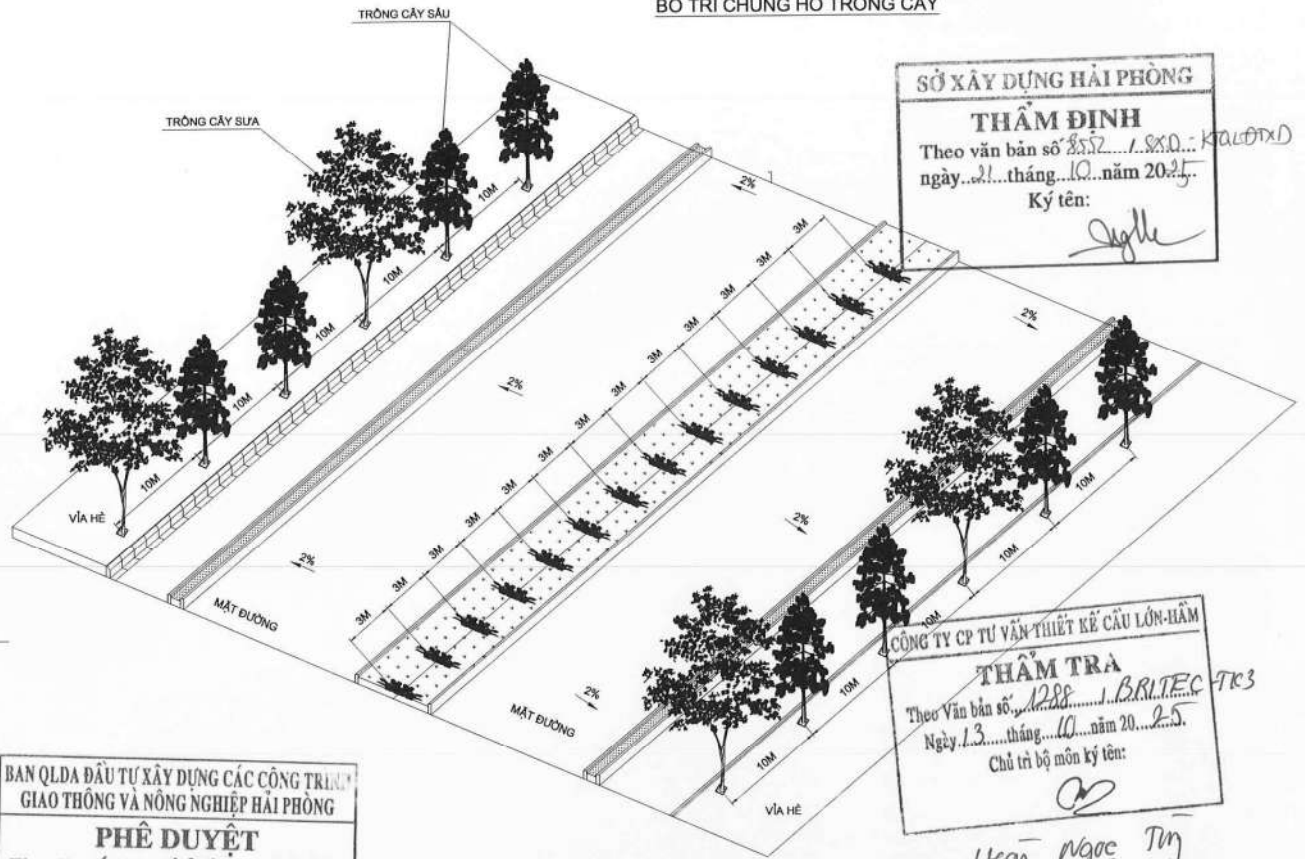 BỐ TRÍ CHUNG HỐ TRỒNG CÂY
TRỒNG CÂY SẤU
TRỒNG CÂY SƯA
SỞ XÂY DỰNG HẢI PHÒNG
THẨM ĐỊNH
Theo văn bản số 8552 / SXD - KTQLĐTXD
ngày 21 tháng 10 năm 2025
Ký tên:
10M
10M
10M
10M
10M
VỈA HÈ
2%
2%
2%
MẶT ĐƯỜNG
3M
3M
3M
3M
3M
3M
3M
3M
3M
3M
3M
3M
3M
2%
2%
2%
MẶT ĐƯỜNG
10M
10M
10M
10M
10M
VỈA HÈ
CÔNG TY CP TƯ VẤN THIẾT KẾ CẦU LỚN-HẦM
THẨM TRA
Theo Văn bản số 1288 / BRITEC-TK3
Ngày 13 tháng 10 năm 2025
Chủ trì bộ môn ký tên:
Ngọc
BAN QLDA ĐẦU TƯ XÂY DỰNG CÁC CÔNG TRÌNH
GIAO THÔNG VÀ NÔNG NGHIỆP HẢI PHÒNG
PHÊ DUYỆT